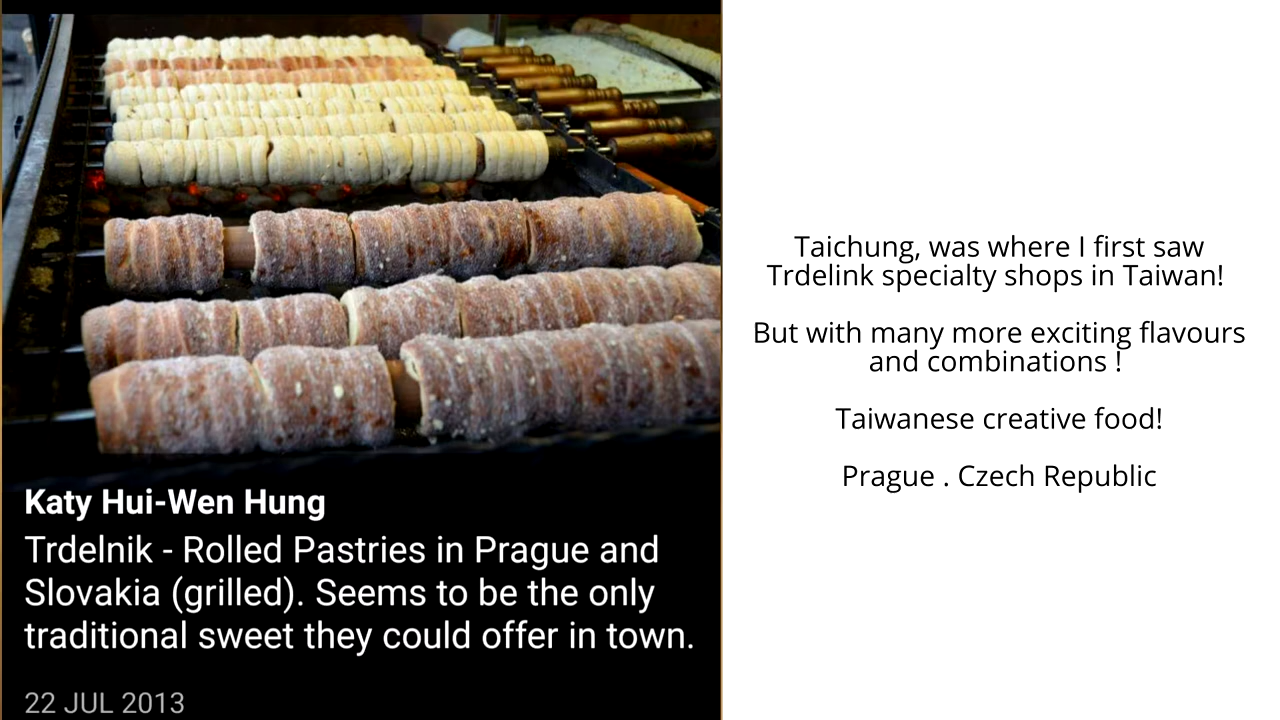 Katy Hui-Wen Hung
Trdelnik - Rolled Pastries in Prague and
Slovakia (grilled). Seems to be the only
traditional sweet they could offer in town.
22 JUL 2013
Taichung, was where I first saw
Trdelink specialty shops in Taiwan!
But with many more exciting flavours
and combinations !
Taiwanese creative food!
Prague . Czech Republic